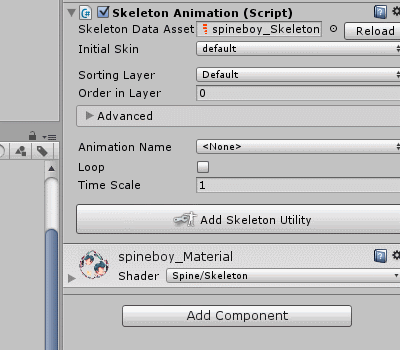 Skeleton Animation (Script)
Skeleton Data Asset spineboy_Skeleton Reload
Initial Skin default
Sorting Layer Default
Order in Layer 0
Advanced
Animation Name <None>
Loop
Time Scale 1
Add Skeleton Utility
spineboy_Material
Shader Spine/Skeleton
Add Component